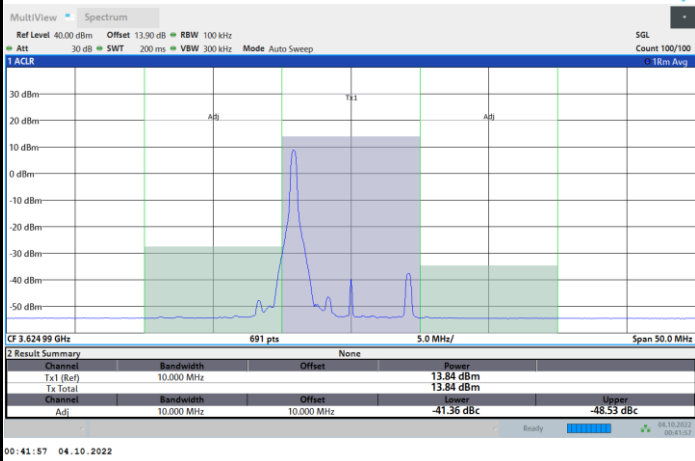 MultiView Spectrum
Ref Level 40.00 dBm Offset 13.90 dB RBW 100 kHz SGL
Att 30 dB SWT 200 ms VBW 300 kHz Mode Auto Sweep Count 100/100
1 ACLR 1Rm Avg
30 dBm
Tx1
20 dBm
Adj Adj
10 dBm
0 dBm
-10 dBm
-20 dBm
-30 dBm
-40 dBm
-50 dBm
CF 3.624 99 GHz 691 pts 5.0 MHz/ Span 50.0 MHz
2 Result Summary None
Channel Bandwidth Offset Power
Tx1 (Ref) 10.000 MHz 13.84 dBm
Tx Total 13.84 dBm
Channel Bandwidth Offset Lower Upper
Adj 10.000 MHz 10.000 MHz -41.36 dBc -48.53 dBc
Ready 04.10.2022
00:41:57
00:41:57 04.10.2022